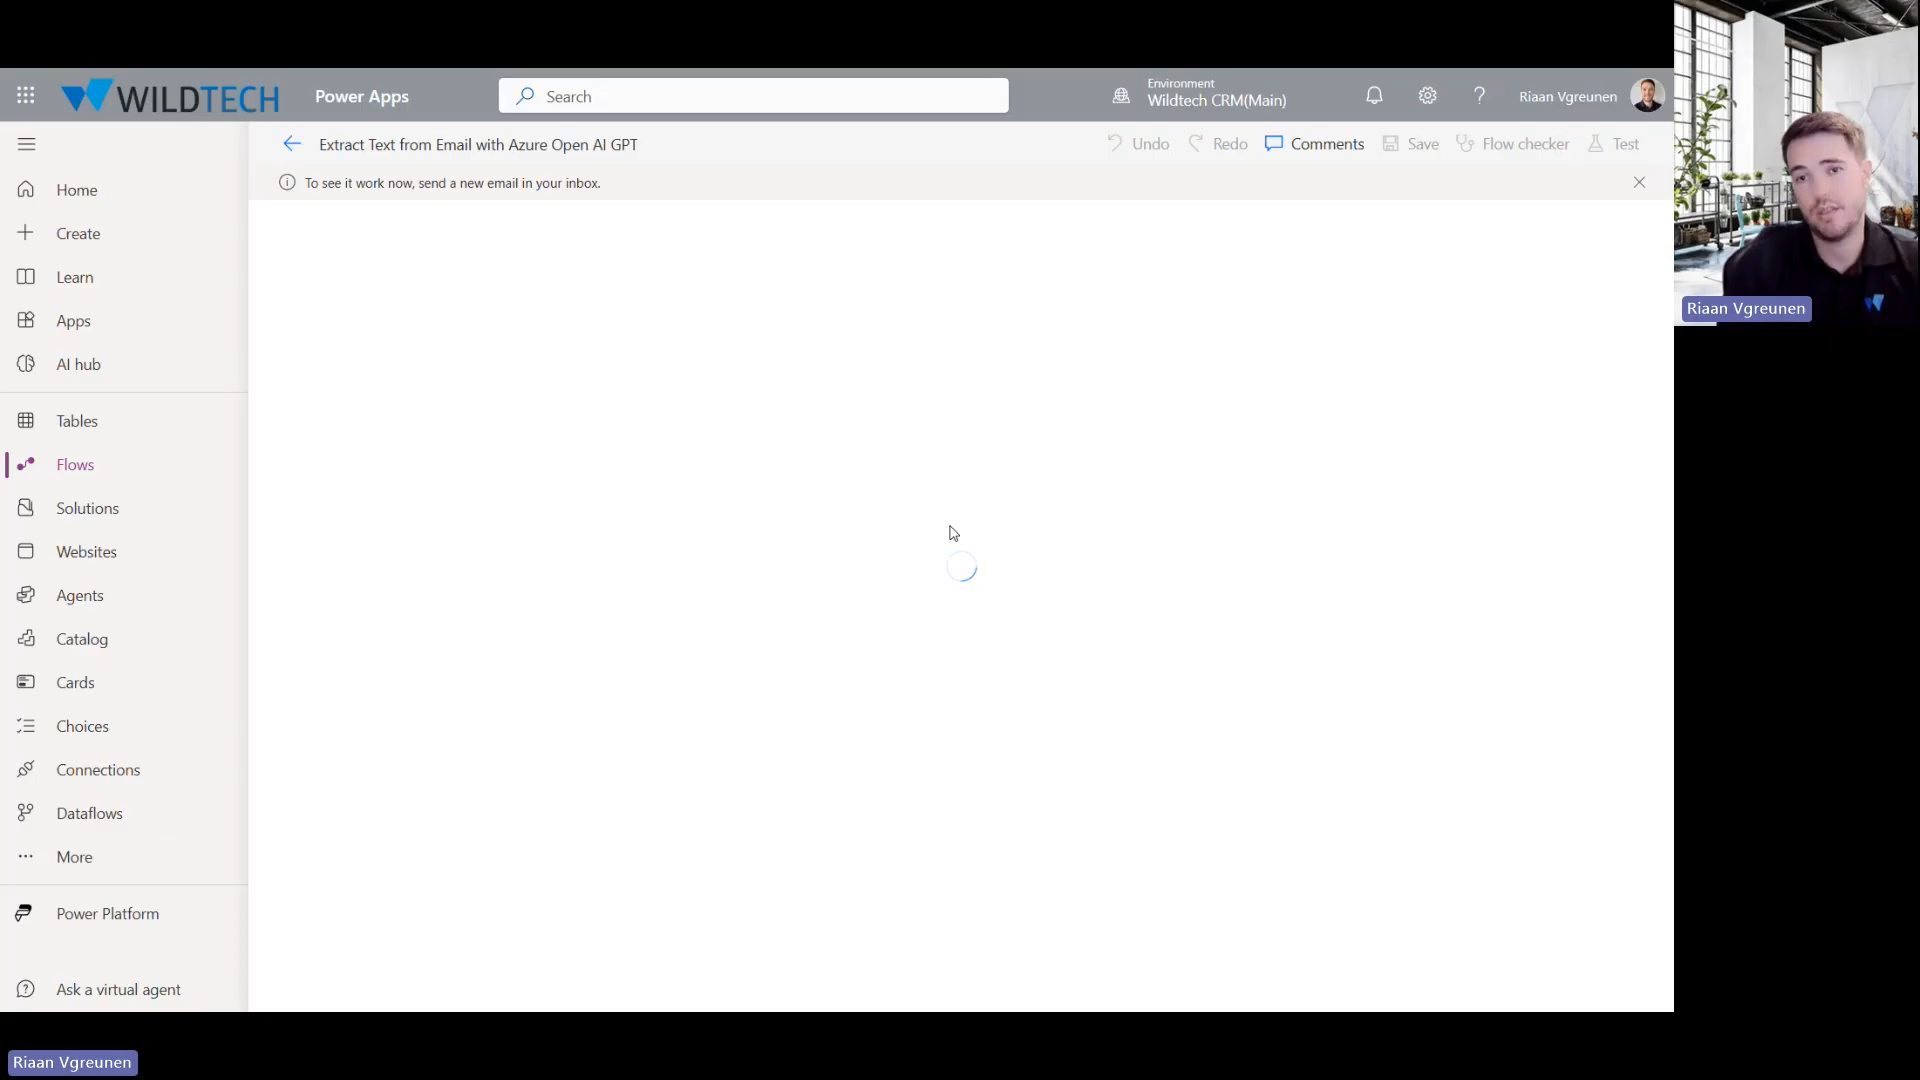 WILDTECH
Power Apps
Search
Environment
Wildtech CRM(Main)
Riaan Vgreunen
Extract Text from Email with Azure Open AI GPT
Undo
Redo
Comments
Save
Flow checker
Test
To see it work now, send a new email in your inbox.
Home
Create
Learn
Apps
AI hub
Tables
Flows
Solutions
Websites
Agents
Catalog
Cards
Choices
Connections
Dataflows
More
Power Platform
Ask a virtual agent
Riaan Vgreunen
Riaan Vgreunen